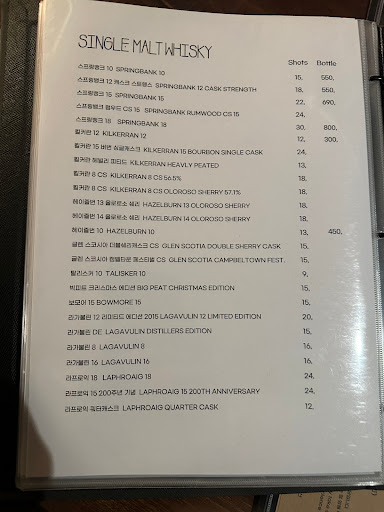 SINGLE MALT WHISKY
Shots Bottle
스프링뱅크 10 SPRINGBANK 10 15, 550,
스프링뱅크 12 캐스크 스트랭스 SPRINGBANK 12 CASK STRENGTH 18, 550,
스프링뱅크 15 SPRINGBANK 15 22, 690,
스프링뱅크 CS 15 SPRINGBANK RUMWOOD CS 15 24,
스프링뱅크 18 SPRINGBANK 18 30, 800,
킬커란 12 KILKERRAN 12 12, 300,
킬커란 15 버번 싱글캐스크 KILKERRAN 15 BOURBON SINGLE CASK 24,
킬커란 헤빌리 피티드 KILKERRAN HEAVLY PEATED 13,
킬커란 8 CS KILKERRAN 8 CS 56.5% 18,
킬커란 8 CS KILKERRAN 8 CS OLOROSO SHERRY 57.1% 18,
헤이즐번 13 올로로소 쉐리 HAZELBURN 13 OLOROSO SHERRY 18,
헤이즐번 14 올로로소 쉐리 HAZELBURN 14 OLOROSO SHERRY 18,
헤이즐번 10 HAZELBURN 10 13, 450,
글렌 스코시아 더블쉐리캐스크 CS GLEN SCOTIA DOUBLE SHERRY CASK 15,
글렌 스코시아 캠벨타운 페스티벌 CS GLEN SCOTIA CAMPBELTOWN FEST. 15,
탈리스커 10 TALISKER 10 9,
빅피트 크리스마스 에디션 BIG PEAT CHRISTMAS EDITION 15,
보모어 15 BOWMORE 15 15,
라가불린 12 리미티드 에디션 2015 LAGAVULIN 12 LIMITED EDITION 20,
라가불린 DE LAGAVULIN DISTILLERS EDITION 15,
라가불린 8 LAGAVULIN 8 16,
라가불린 16 LAGAVULIN 16 16,
라프로익 18 LAPHROAIG 18 24,
라프로익 15 200주년 기념 LAPHROAIG 15 200TH ANNIVERSARY 24,
라프로익 쿼터캐스크 LAPHROAIG QUARTER CASK 12,